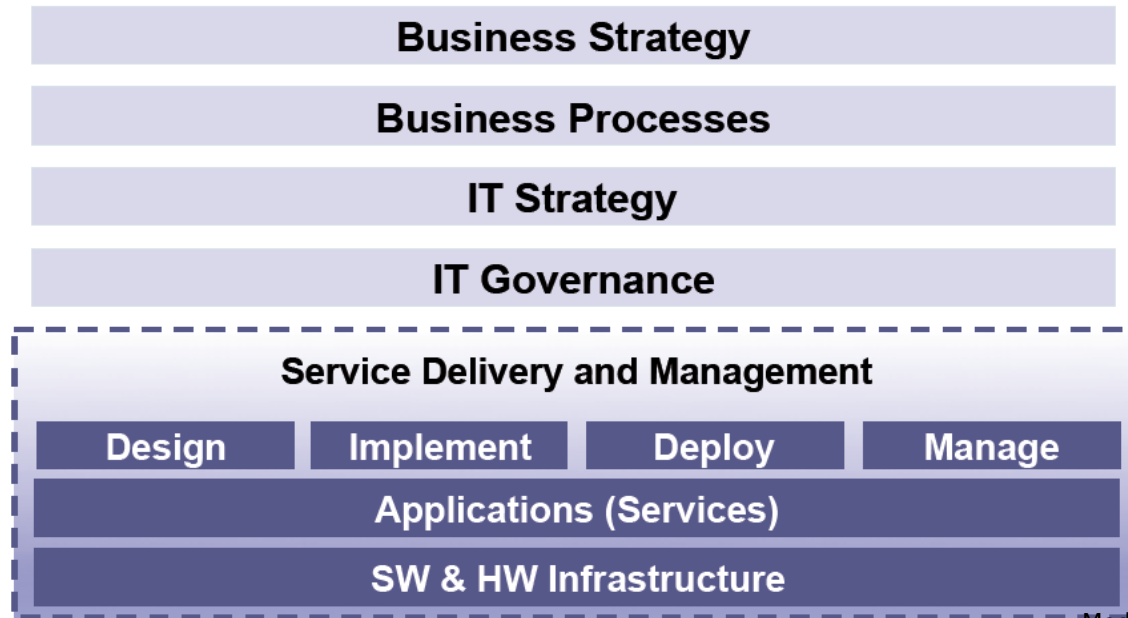 Business Strategy
Business Processes
IT Strategy
IT Governance
Service Delivery and Management
Design Implement Deploy Manage
Applications (Services)
SW & HW Infrastructure